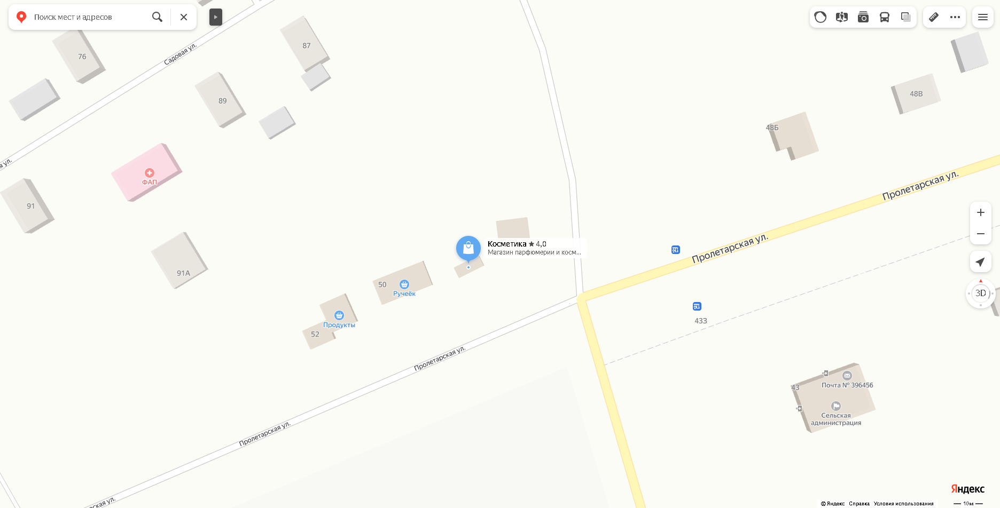 Поиск мест и адресов
87
76
Садовая ул.
48В
89
48Б
я ул.
Пролетарская ул.
ФАП
91
Пролетарская ул.
Косметика ★ 4,0
Магазин парфюмерии и косм...
91А
50
Ручеёк
3D
Продукты
433
52
Пролетарская ул.
43
Почта № 396456
Сельская
администрация
Пролетарская ул.
Яндекс
арская ул.
© Яндекс Справка Условия использования
10 м